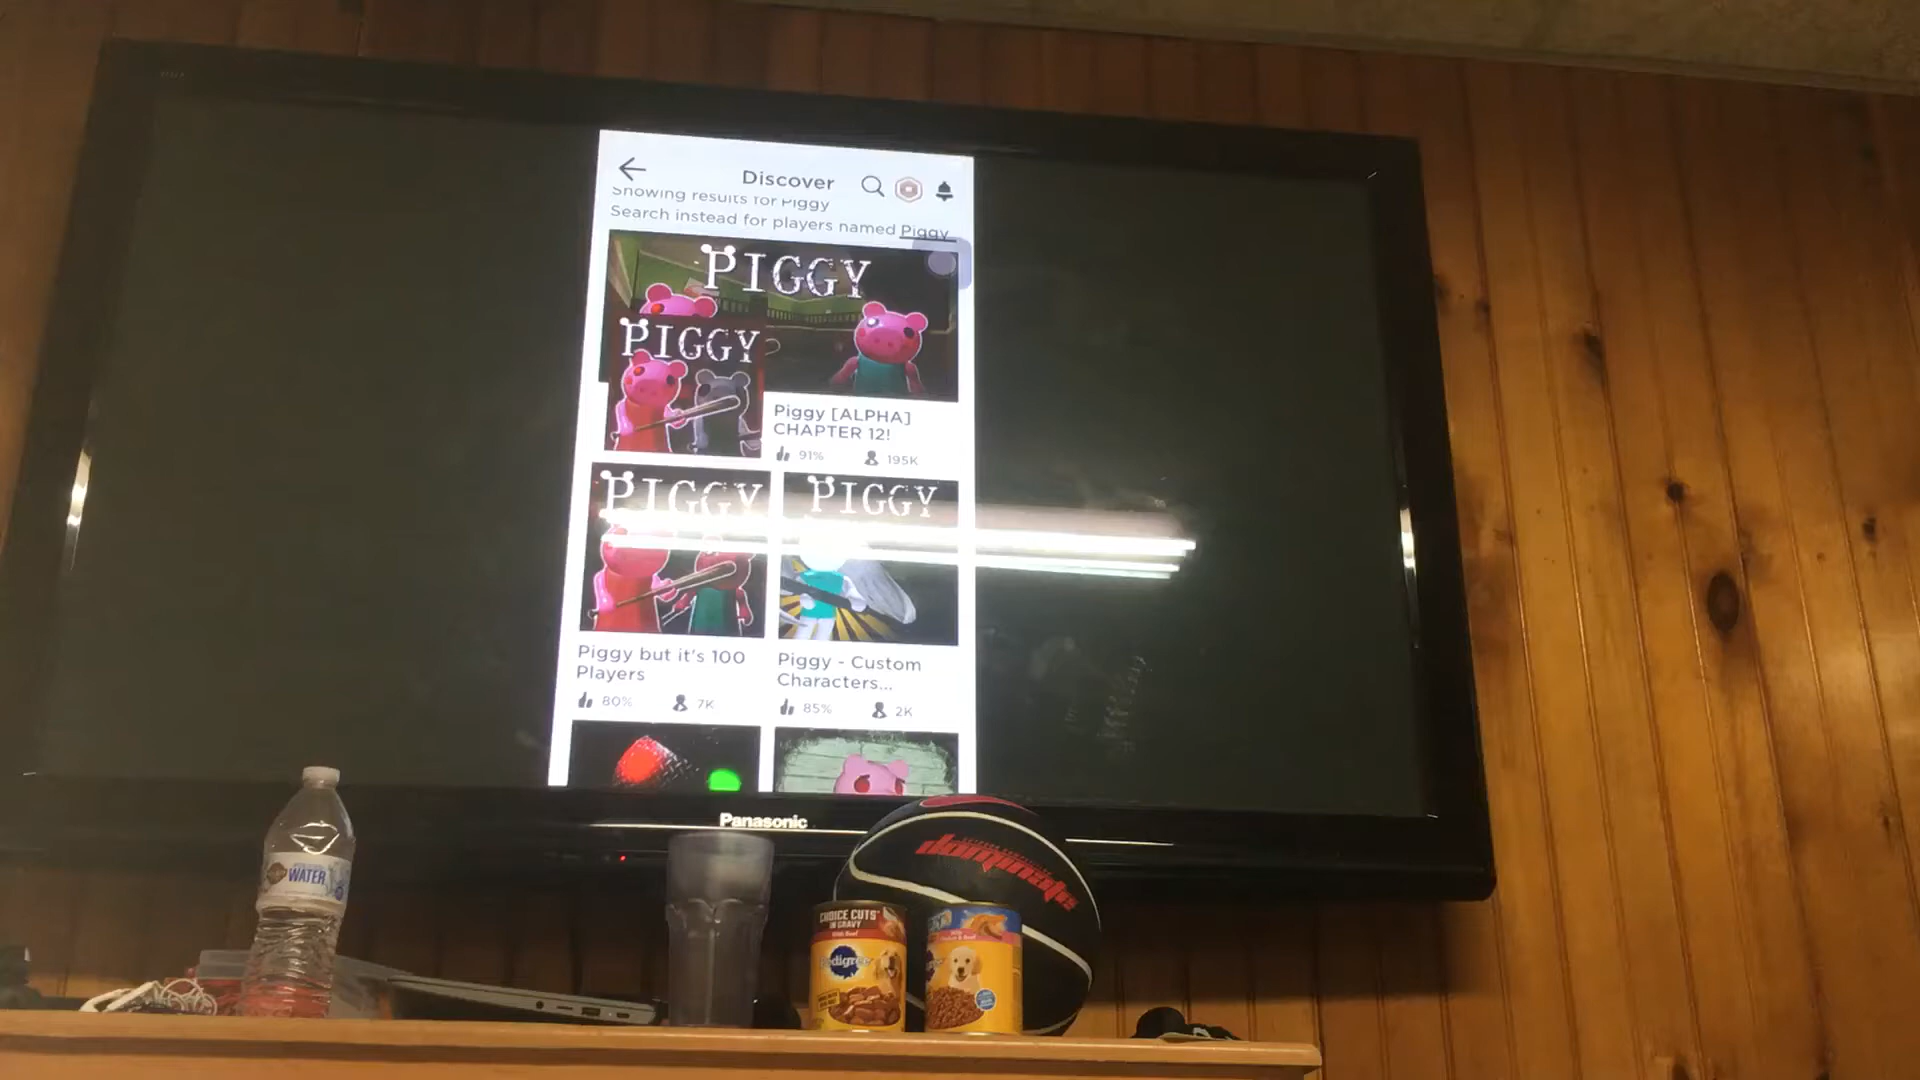 Discover
Showing results for Piggy
Search instead for players named Piggy
PIGGY
PIGGY
Piggy [ALPHA]
CHAPTER 12!
91% 195K
PIGGY
PIGGY
Piggy but it's 100
Players
80% 7K
Piggy - Custom
Characters...
85% 2K
Panasonic
dominate
WATER
CHOICE CUTS
IN GRAVY
With Beef
Pedigree